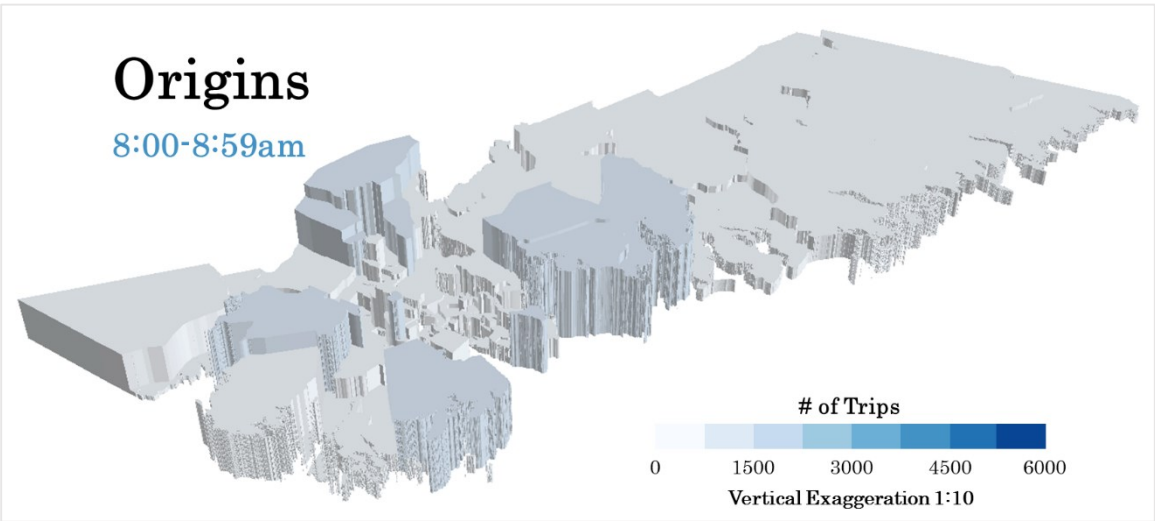 Origins
8:00-8:59am
# of Trips
0 1500 3000 4500 6000
Vertical Exaggeration 1:10